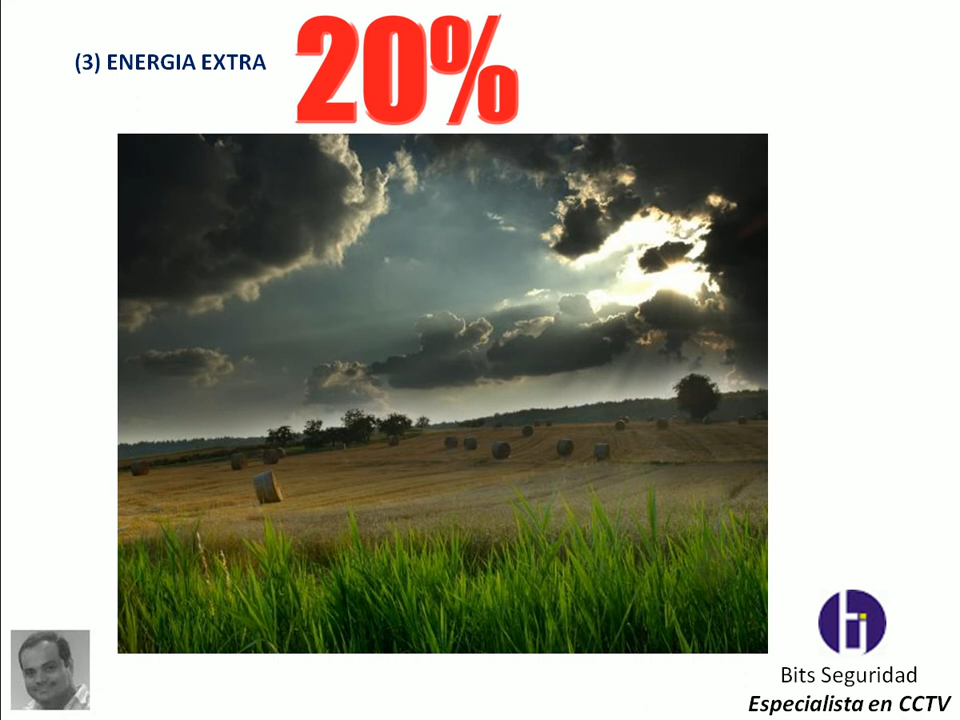 (3) ENERGIA EXTRA
20%
Bits Seguridad
Especialista en CCTV